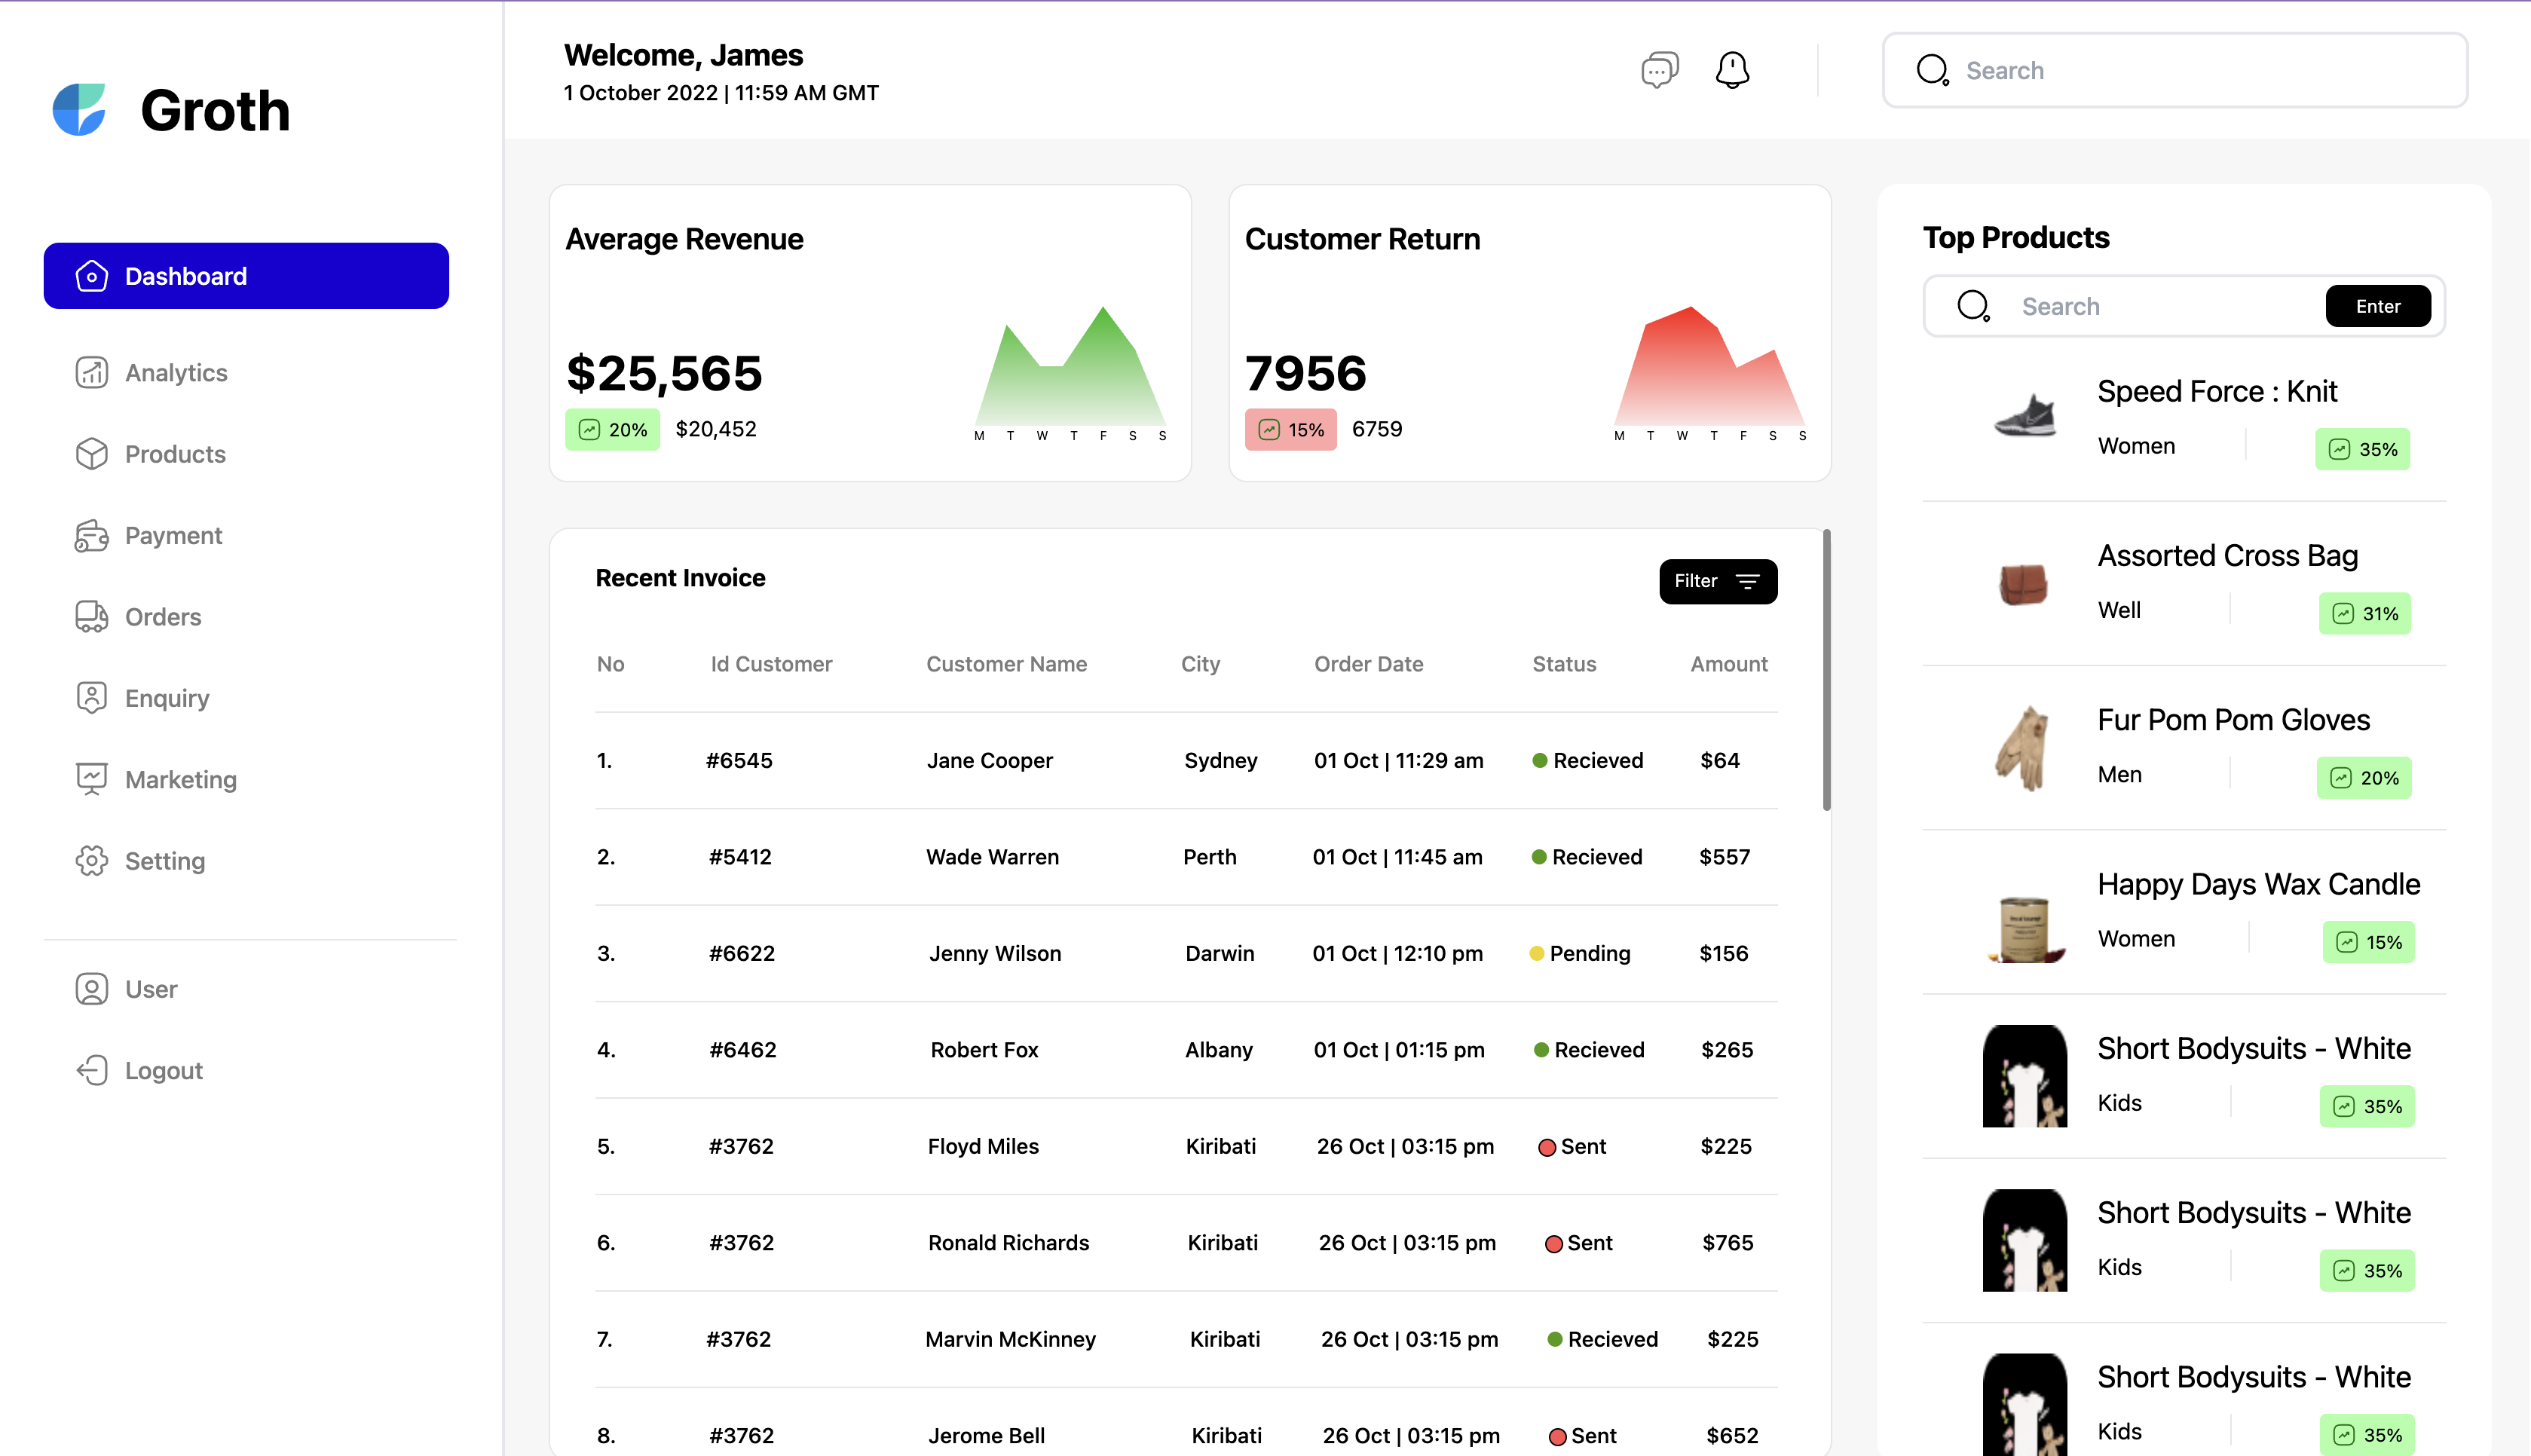 Groth
Dashboard
Analytics
Products
Payment
Orders
Enquiry
Marketing
Setting
User
Logout
Welcome, James
1 October 2022 | 11:59 AM GMT
Search
Average Revenue
$25,565
20% $20,452
M T W T F S S
Customer Return
7956
15% 6759
M T W T F S S
Recent Invoice
Filter
No Id Customer Customer Name City Order Date Status Amount
1. #6545 Jane Cooper Sydney 01 Oct | 11:29 am Recieved $64
2. #5412 Wade Warren Perth 01 Oct | 11:45 am Recieved $557
3. #6622 Jenny Wilson Darwin 01 Oct | 12:10 pm Pending $156
4. #6462 Robert Fox Albany 01 Oct | 01:15 pm Recieved $265
5. #3762 Floyd Miles Kiribati 26 Oct | 03:15 pm Sent $225
6. #3762 Ronald Richards Kiribati 26 Oct | 03:15 pm Sent $765
7. #3762 Marvin McKinney Kiribati 26 Oct | 03:15 pm Recieved $225
8. #3762 Jerome Bell Kiribati 26 Oct | 03:15 pm Sent $652
Top Products
Search Enter
Speed Force : Knit
Women 35%
Assorted Cross Bag
Well 31%
Fur Pom Pom Gloves
Men 20%
Happy Days Wax Candle
Women 15%
Short Bodysuits - White
Kids 35%
Short Bodysuits - White
Kids 35%
Short Bodysuits - White
Kids 35%